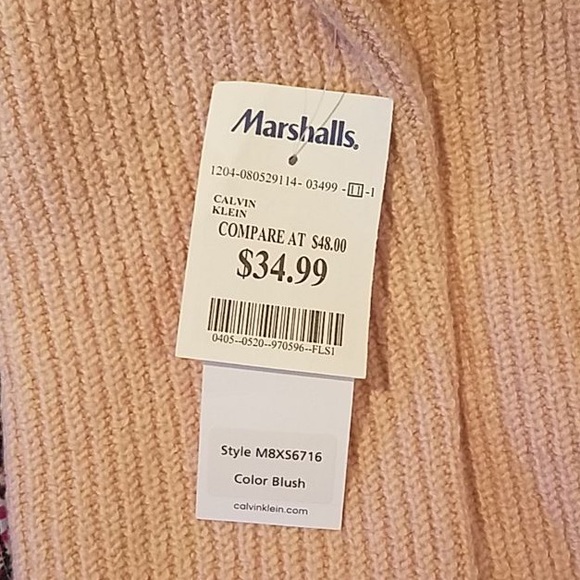 Marshalls.
1204-080529114- 03499 -11-1
CALVIN
KLEIN
COMPARE AT $48.00
$34.99
0405--0520--970596--FLS1
Style M8XS6716
Color Blush
calvinklein.com